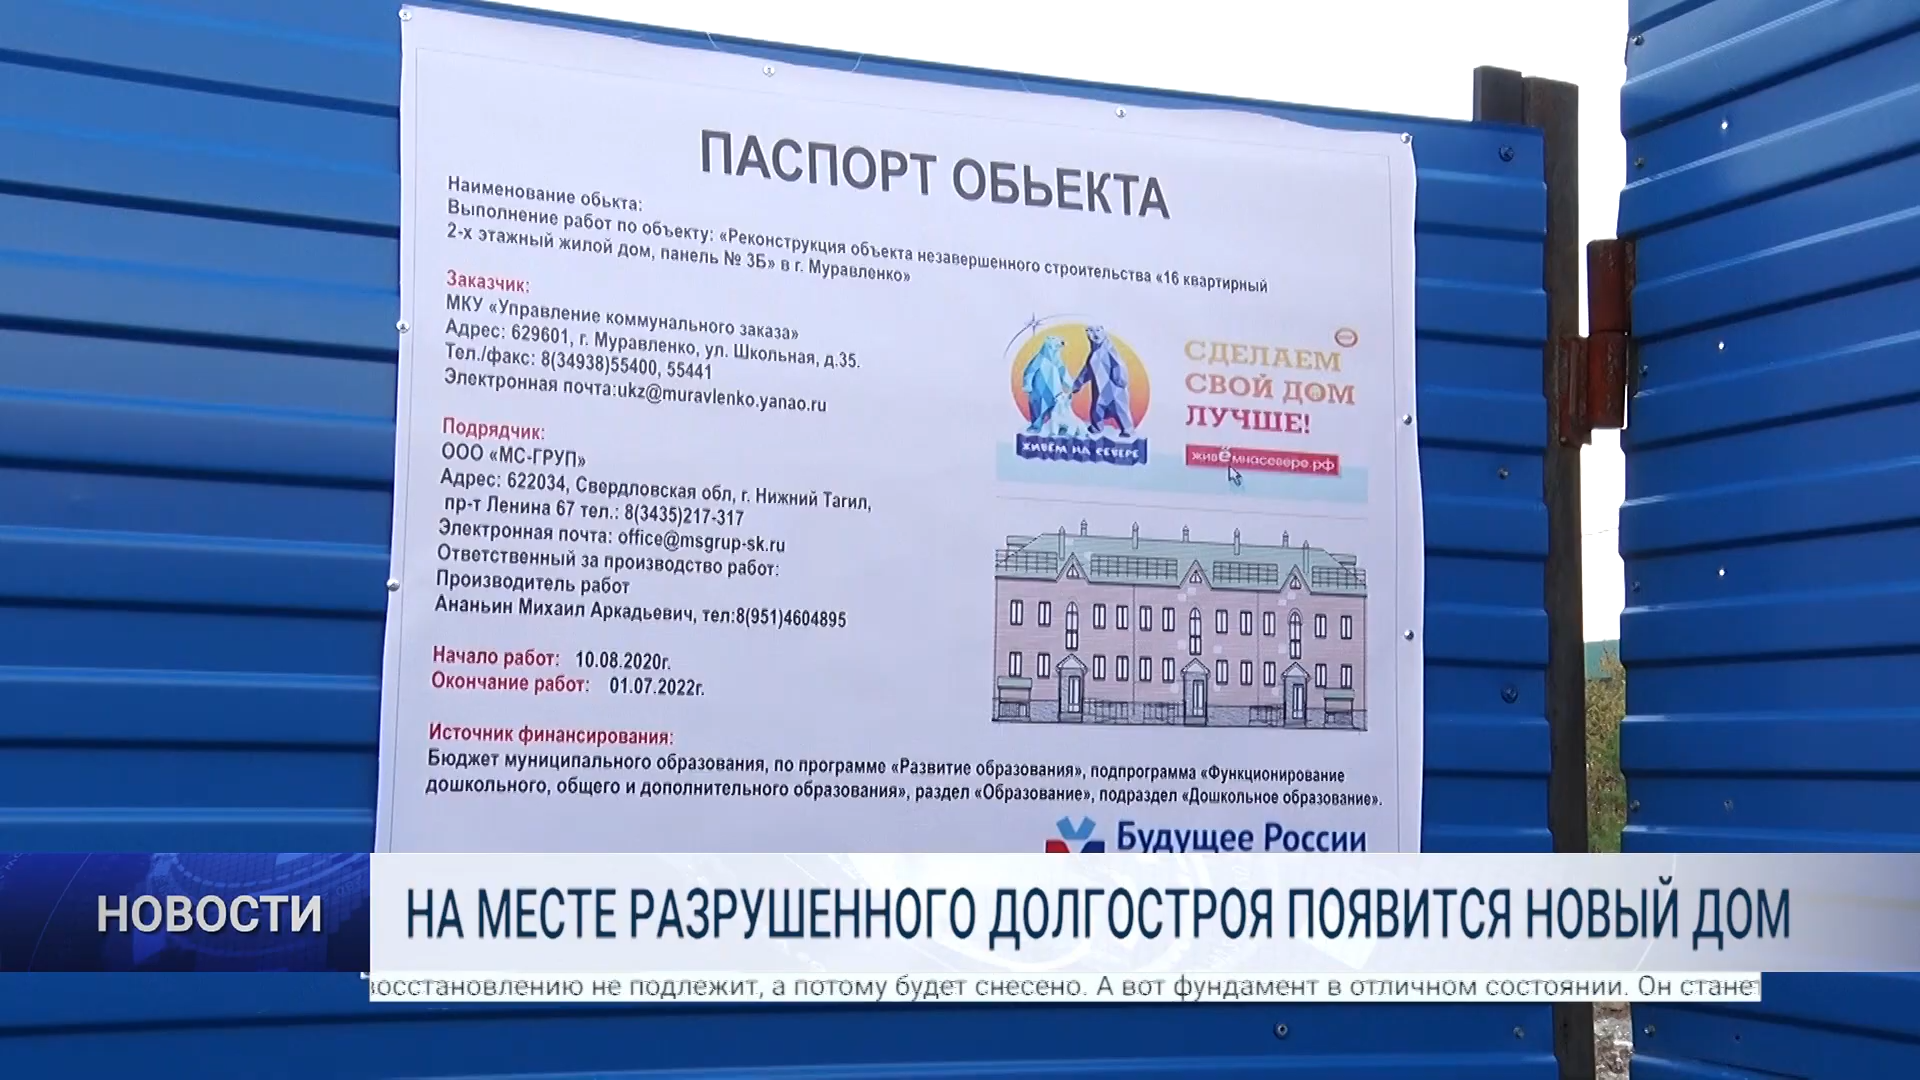 ПАСПОРТ ОБЬЕКТА
Наименование обьекта:
Выполнение работ по объекту: «Реконструкция объекта незавершенного строительства «16 квартирный
2-х этажный жилой дом, панель № 3Б» в г. Муравленко»
Заказчик:
МКУ «Управление коммунального заказа»
Адрес: 629601, г. Муравленко, ул. Школьная, д.35.
Тел./факс: 8(34938)55400, 55441
Электронная почта:ukz@muravlenko.yanao.ru
Подрядчик:
ООО «МС-ГРУП»
Адрес: 622034, Свердловская обл, г. Нижний Тагил,
пр-т Ленина 67 тел.: 8(3435)217-317
Электронная почта: office@msgrup-sk.ru
Ответственный за производство работ:
Производитель работ
Ананьин Михаил Аркадьевич, тел:8(951)4604895
Начало работ: 10.08.2020г.
Окончание работ: 01.07.2022г.
ЖИВЁМ НА СЕВЕРЕ
СДЕЛАЕМ
СВОЙ ДОМ
ЛУЧШЕ!
живЁмнасевере.рф
Источник финансирования:
Бюджет муниципального образования, по программе «Развитие образования», подпрограмма «Функционирование
дошкольного, общего и дополнительного образования», раздел «Образование», подраздел «Дошкольное образование».
Будущее России
НОВОСТИ
НА МЕСТЕ РАЗРУШЕННОГО ДОЛГОСТРОЯ ПОЯВИТСЯ НОВЫЙ ДОМ
восстановлению не подлежит, а потому будет снесено. А вот фундамент в отличном состоянии. Он станет